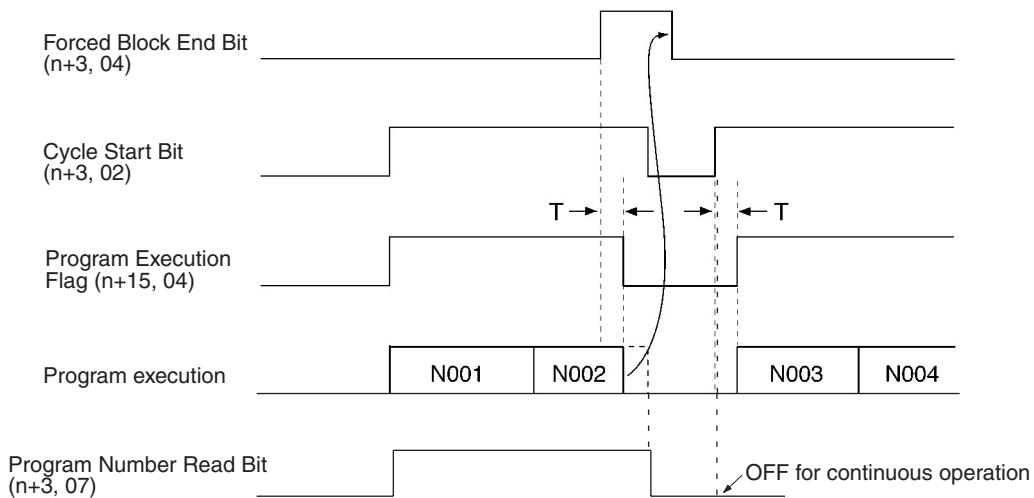 Forced Block End Bit
(n+3, 04)
Cycle Start Bit
(n+3, 02)
T
T
Program Execution
Flag (n+15, 04)
Program execution
N001
N002
N003
N004
Program Number Read Bit
(n+3, 07)
OFF for continuous operation